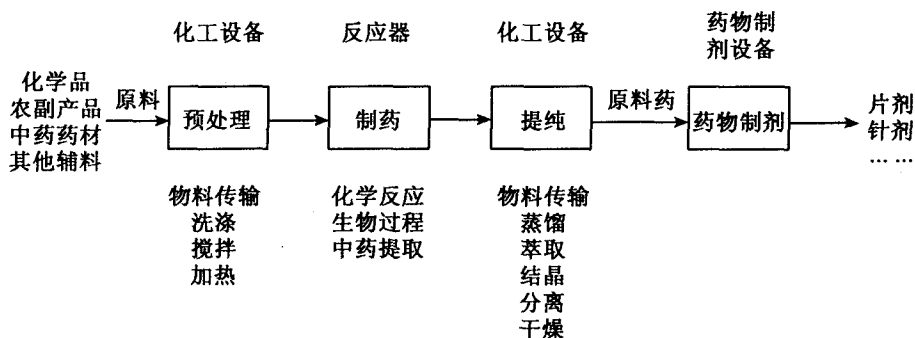 化工设备
反应器
化工设备
药物制
剂设备
化学品
农副产品
中药药材
其他辅料
原料
预处理
制药
提纯
原料药
药物制剂
片剂
针剂
……
物料传输
洗涤
搅拌
加热
化学反应
生物过程
中药提取
物料传输
蒸馏
萃取
结晶
分离
干燥